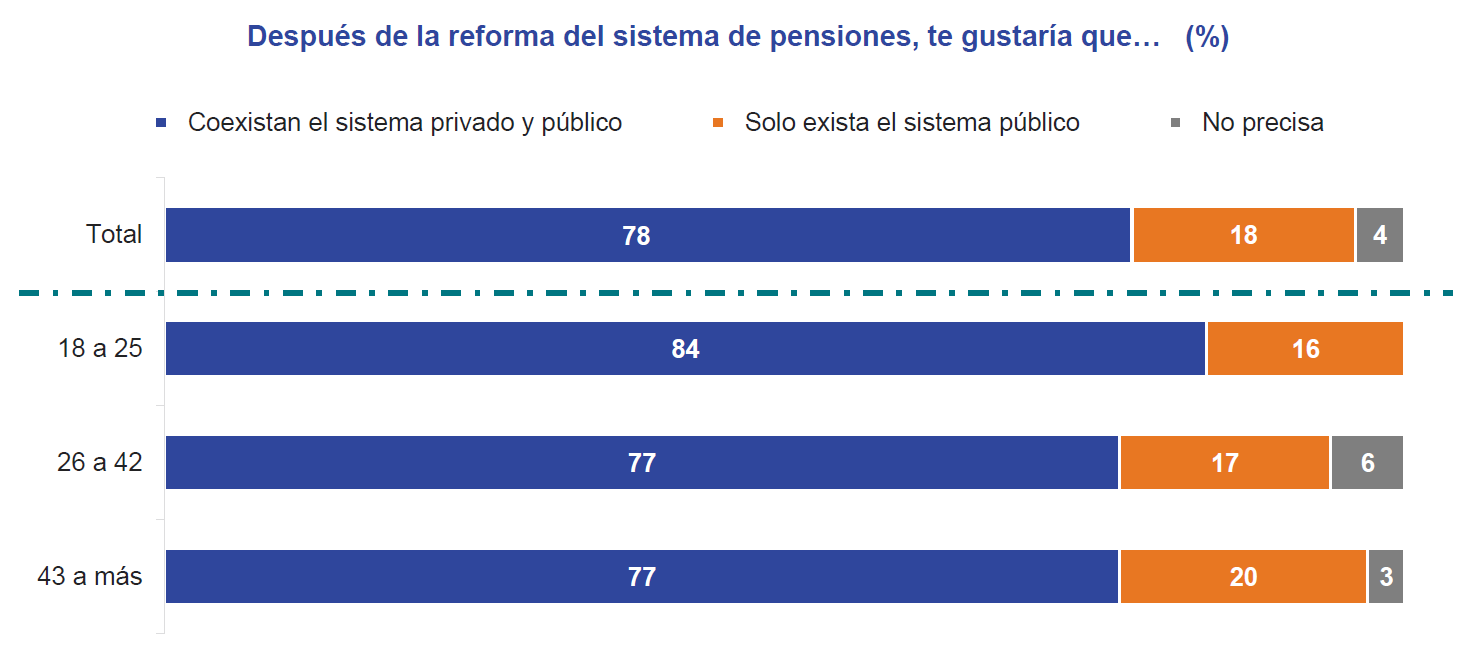 Después de la reforma del sistema de pensiones, te gustaría que… (%)
Coexistan el sistema privado y público Solo exista el sistema público No precisa
Total 78 18 4
18 a 25 84 16
26 a 42 77 17 6
43 a más 77 20 3